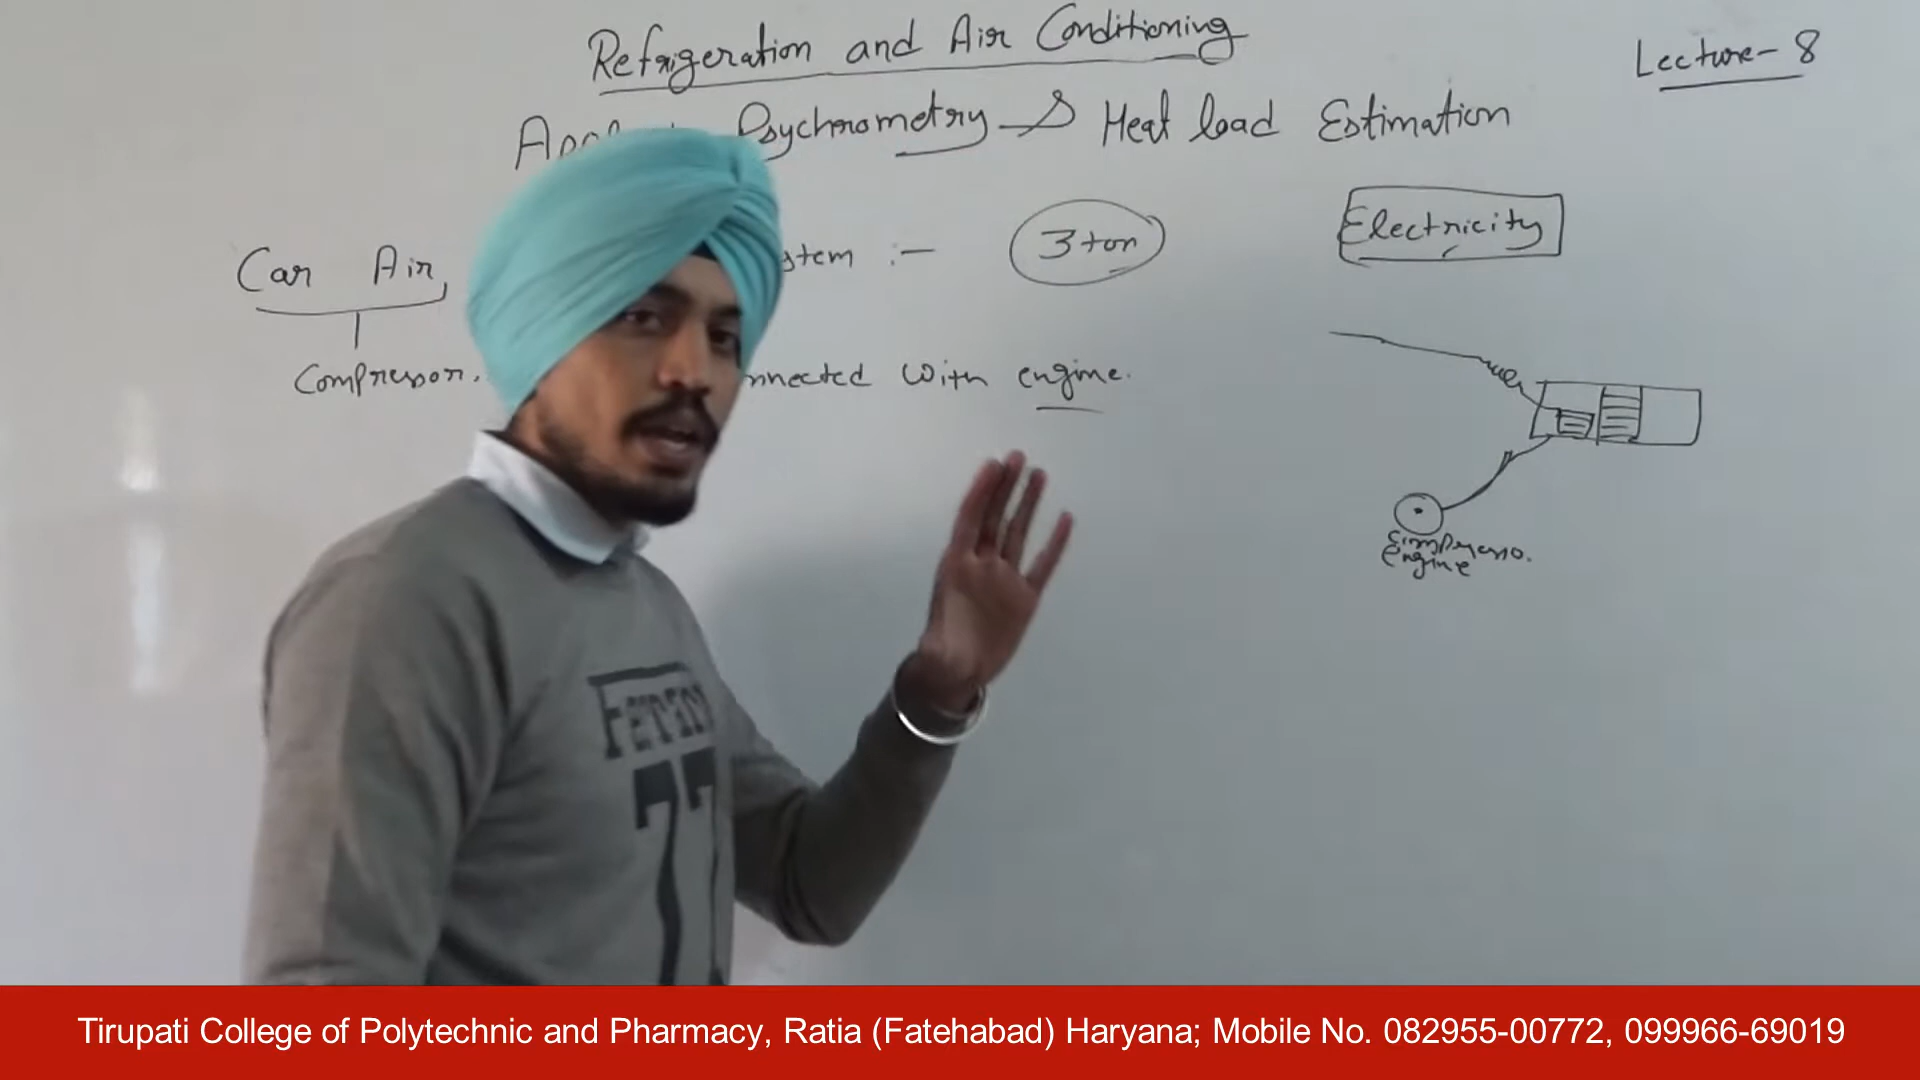 Refrigeration and Air Conditioning
Lecture- 8
Psychrometry & Heat load Estimation
Car Air stem :- 3 ton Electricity
Compressor. nnected with engine.
Engine
77
Tirupati College of Polytechnic and Pharmacy, Ratia (Fatehabad) Haryana; Mobile No. 082955-00772, 099966-69019